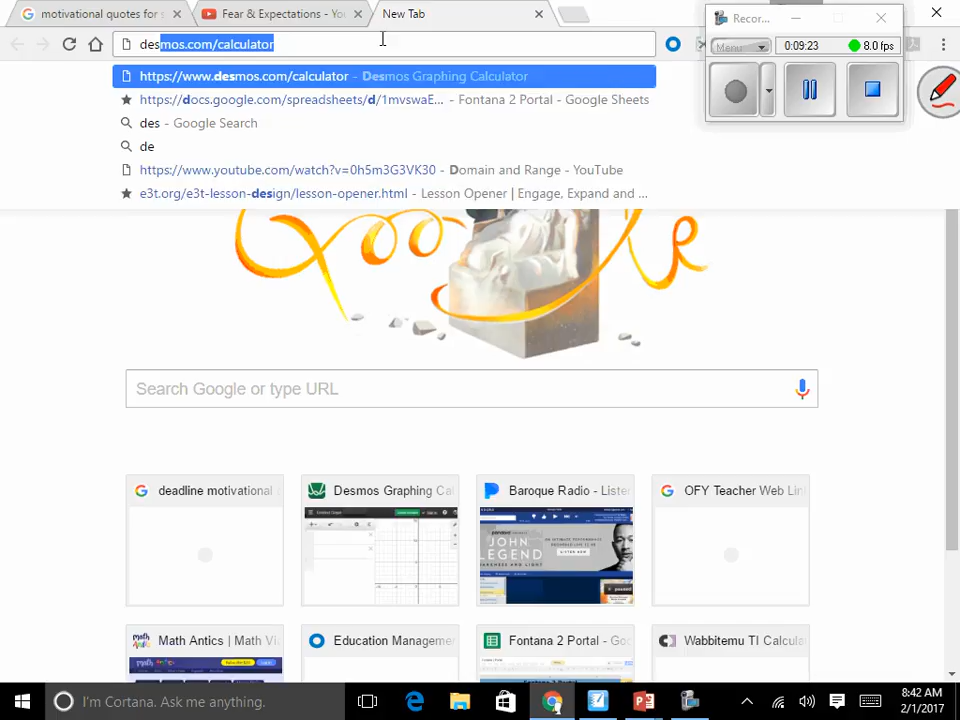 motivational quotes for s
Fear & Expectations - You
New Tab
Recor...
Menu
0:09:23
8.0 fps
desmos.com/calculator
https://www.desmos.com/calculator - Desmos Graphing Calculator
https://docs.google.com/spreadsheets/d/1mvswaE... - Fontana 2 Portal - Google Sheets
des - Google Search
de
https://www.youtube.com/watch?v=0h5m3G3VK30 - Domain and Range - YouTube
e3t.org/e3t-lesson-design/lesson-opener.html - Lesson Opener | Engage, Expand and ...
Search Google or type URL
deadline motivational
Desmos Graphing Cal
Baroque Radio - Listen
OFY Teacher Web Lin
JOHN
LEGEND
Math Antics | Math Vi
Education Managemen
Fontana 2 Portal - Goo
Wabbitemu TI Calcula
I'm Cortana. Ask me anything.
8:42 AM
2/1/2017